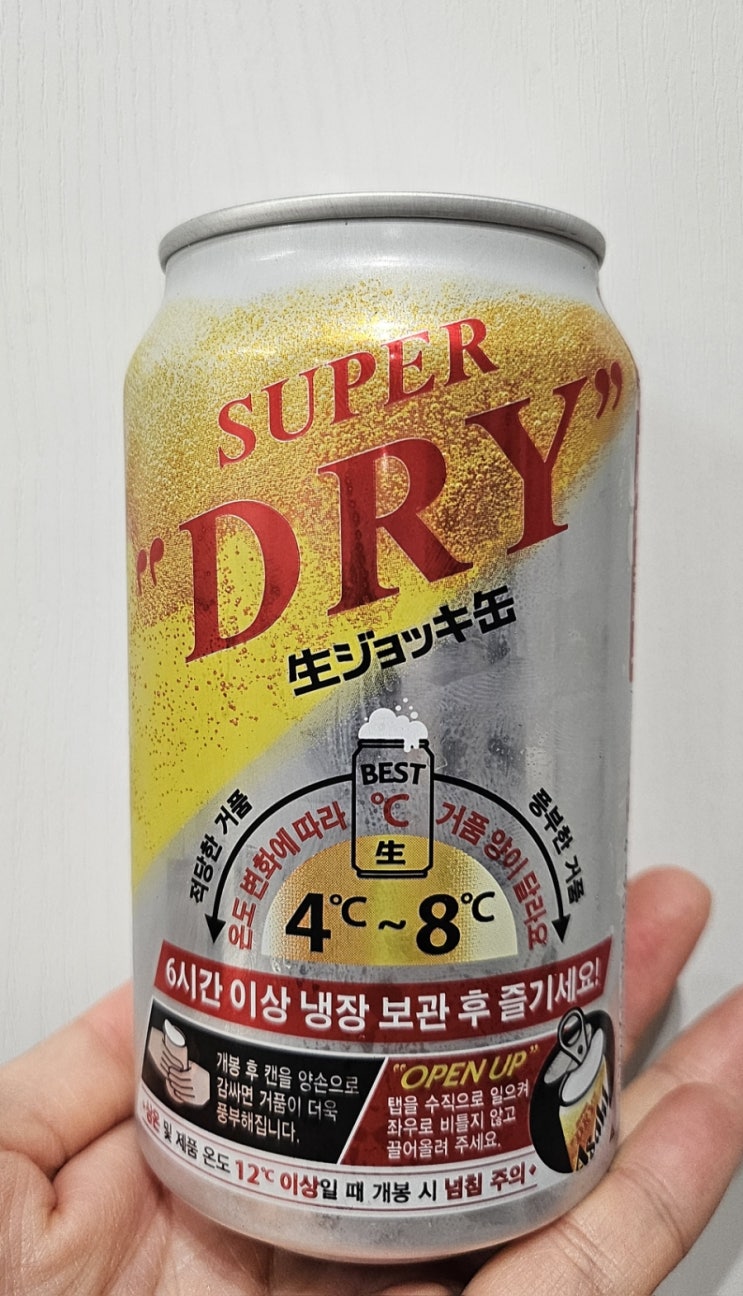 SUPER
"DRY"
生ジョッキ缶
BEST
℃
生
적당한 거품
온도 변화에 따라
거품 양이 달라요
풍부한 거품
4℃~8℃
6시간 이상 냉장 보관 후 즐기세요!
개봉 후 캔을 양손으로
감싸면 거품이 더욱
풍부해집니다.
"OPEN UP"
탭을 수직으로 일으켜
좌우로 비틀지 않고
끌어올려 주세요.
Asahi
상온 및 제품 온도 12℃ 이상일 때 개봉 시 넘침 주의